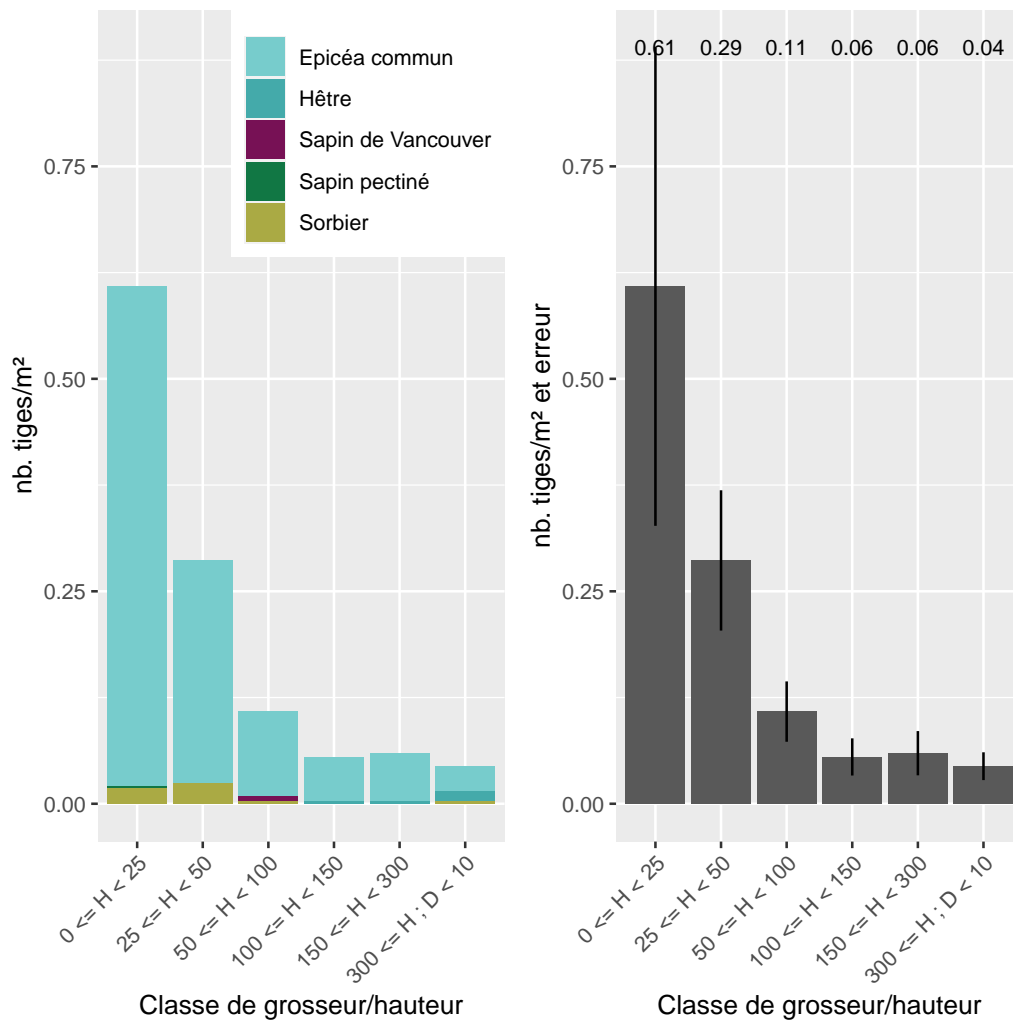 Epicéa commun
Hêtre
Sapin de Vancouver
Sapin pectiné
Sorbier
nb. tiges/m²
0.75
0.50
0.25
0.00
0 <= H < 25
25 <= H < 50
50 <= H < 100
100 <= H < 150
150 <= H < 300
300 <= H ; D < 10
Classe de grosseur/hauteur
0.61 0.29 0.11 0.06 0.06 0.04
nb. tiges/m² et erreur
0.75
0.50
0.25
0.00
0 <= H < 25
25 <= H < 50
50 <= H < 100
100 <= H < 150
150 <= H < 300
300 <= H ; D < 10
Classe de grosseur/hauteur